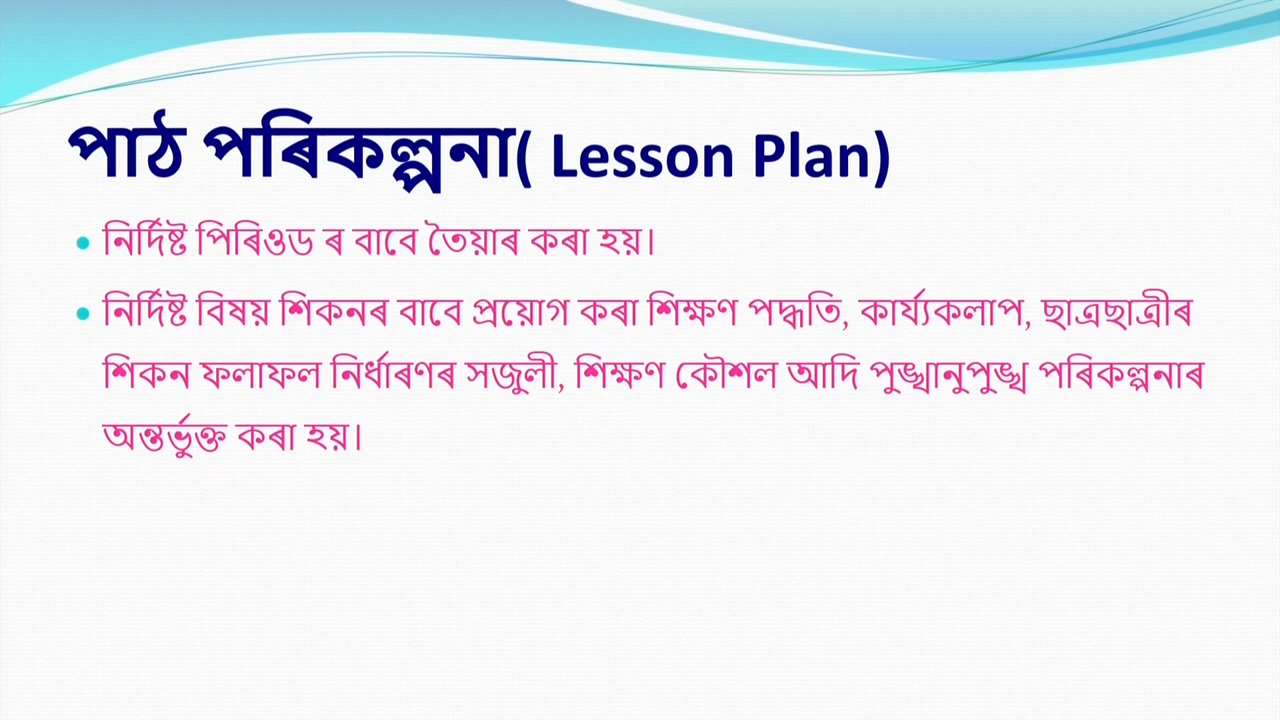 পাঠ পৰিকল্পনা( Lesson Plan)
• নিৰ্দিষ্ট পিৰিওড ৰ বাবে তৈয়াৰ কৰা হয়।
• নিৰ্দিষ্ট বিষয় শিকনৰ বাবে প্ৰয়োগ কৰা শিক্ষণ পদ্ধতি, কাৰ্য্যকলাপ, ছাত্ৰছাত্ৰীৰ
শিকন ফলাফল নিৰ্ধাৰণৰ সজুলী, শিক্ষণ কৌশল আদি পুঙ্খানুপুঙ্খ পৰিকল্পনাৰ
অন্তৰ্ভুক্ত কৰা হয়।